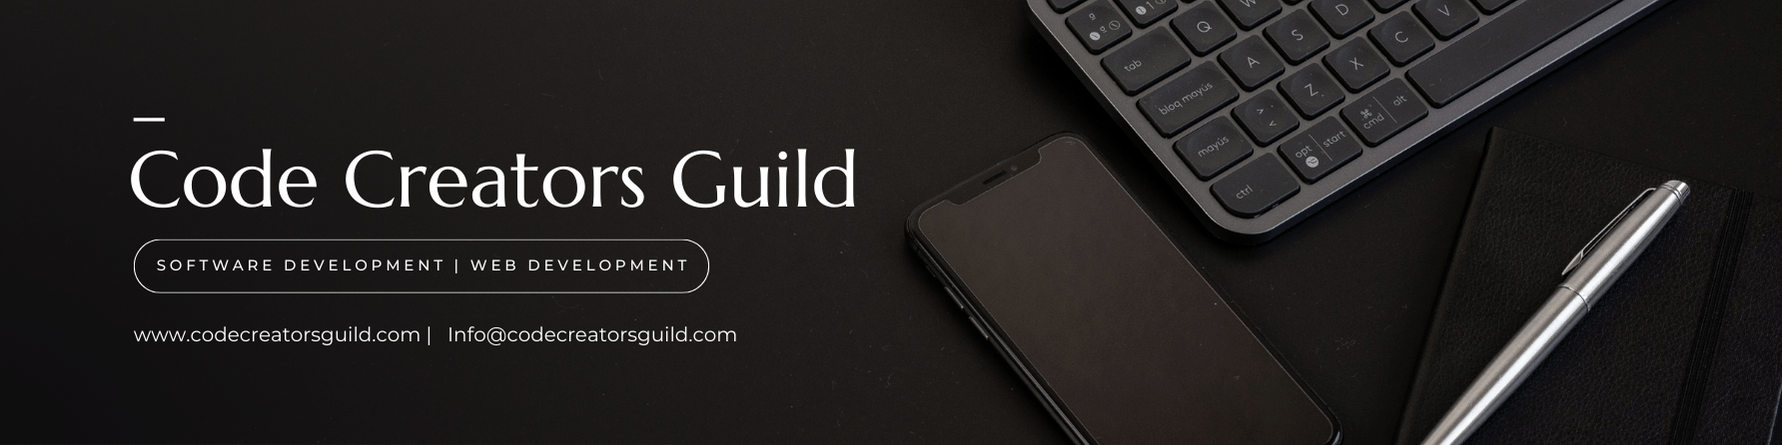 Code Creators Guild
SOFTWARE DEVELOPMENT | WEB DEVELOPMENT
www.codecreatorsguild.com | Info@codecreatorsguild.com
Q W D V
tab A S X C
bloq mayús Z
> <
mayús
ctrl opt start ⌘ cmd alt